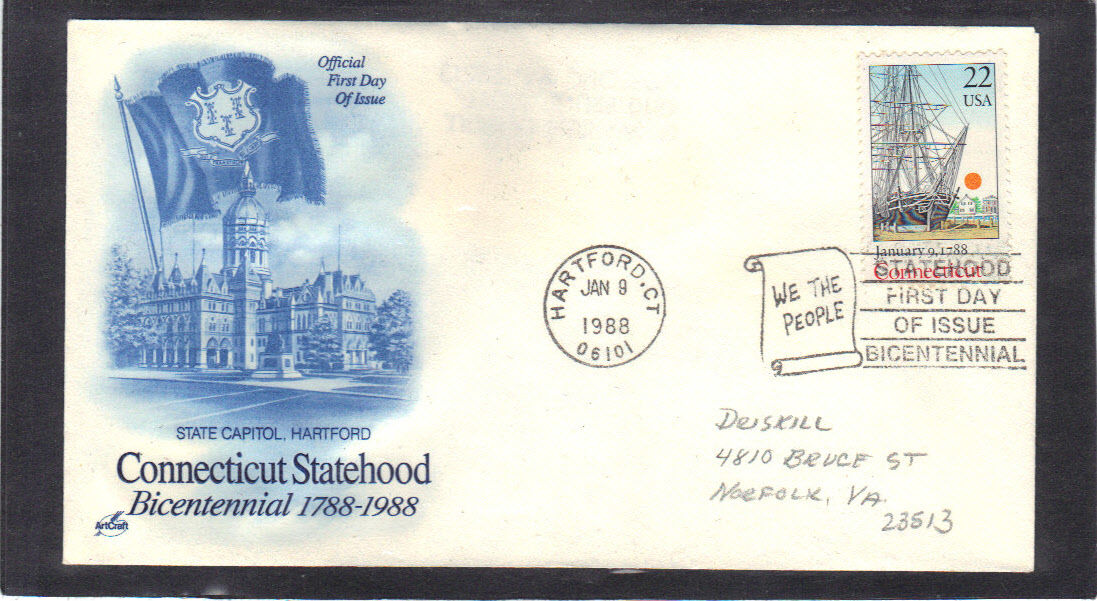 Official
First Day
Of Issue
STATE CAPITOL, HARTFORD
Connecticut Statehood
Bicentennial 1788-1988
ArtCraft
HARTFORD, CT
JAN 9
1988
06101
WE THE
PEOPLE
22
USA
January 9, 1788
Connecticut
STATEHOOD
FIRST DAY
OF ISSUE
BICENTENNIAL
DRISKILL
4810 BRUCE ST
NORFOLK, VA.
23513